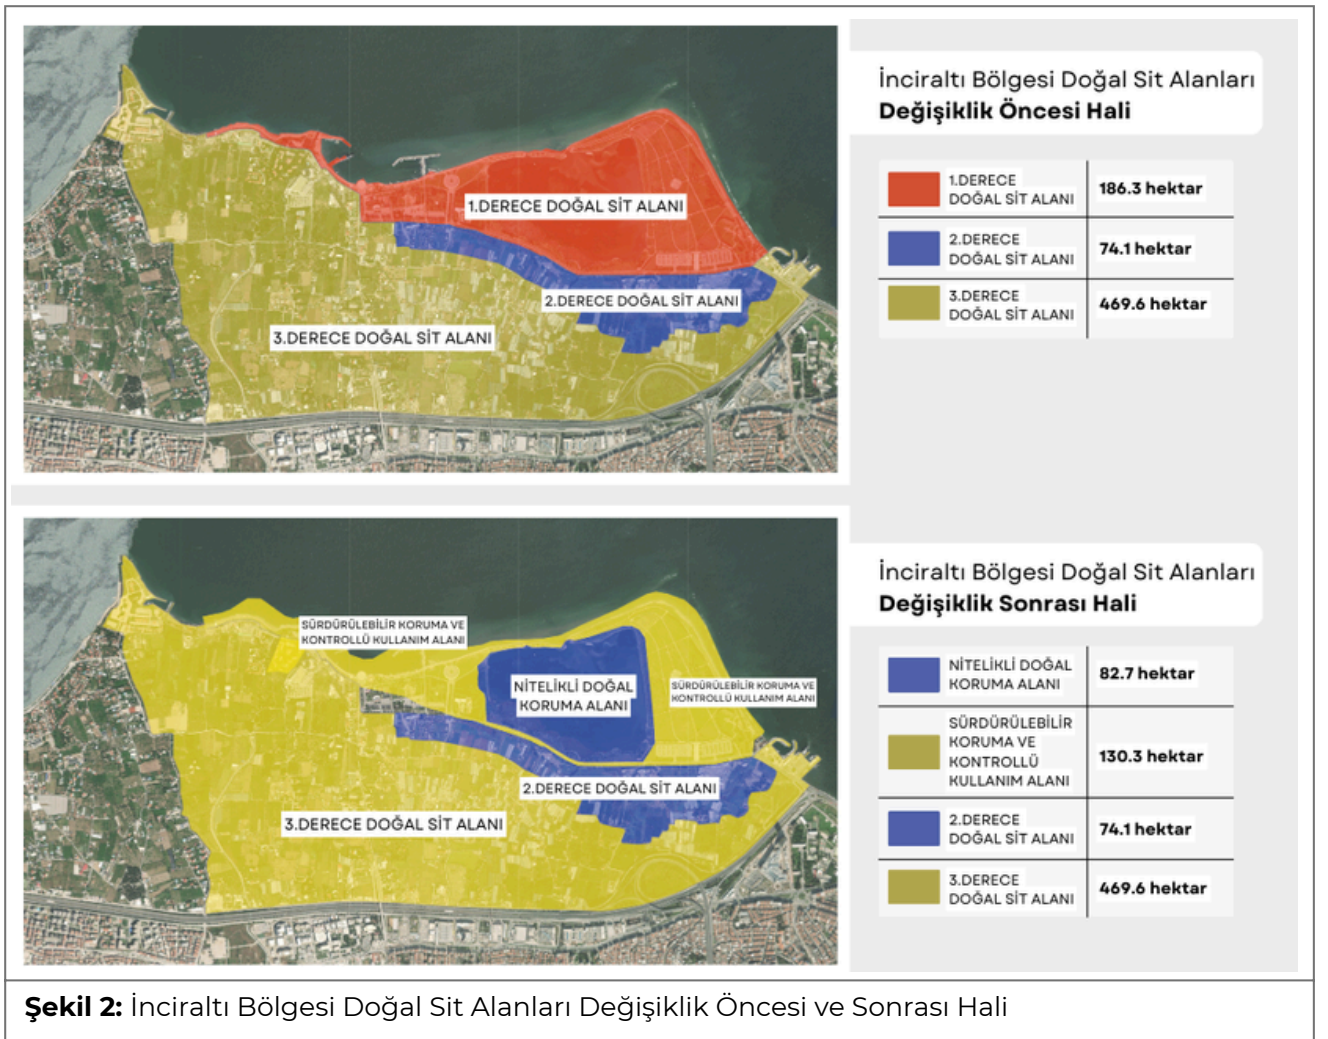 İnciraltı Bölgesi Doğal Sit Alanları
Değişiklik Öncesi Hali
1.DERECE DOĞAL SİT ALANI
2.DERECE DOĞAL SİT ALANI
3.DERECE DOĞAL SİT ALANI
1.DERECE
DOĞAL SİT ALANI
186.3 hektar
2.DERECE
DOĞAL SİT ALANI
74.1 hektar
3.DERECE
DOĞAL SİT ALANI
469.6 hektar
İnciraltı Bölgesi Doğal Sit Alanları
Değişiklik Sonrası Hali
SÜRDÜRÜLEBİLİR KORUMA VE
KONTROLLÜ KULLANIM ALANI
NİTELİKLİ DOĞAL
KORUMA ALANI
SÜRDÜRÜLEBİLİR KORUMA VE
KONTROLLÜ KULLANIM ALANI
2.DERECE DOĞAL SİT ALANI
3.DERECE DOĞAL SİT ALANI
NİTELİKLİ DOĞAL
KORUMA ALANI
82.7 hektar
SÜRDÜRÜLEBİLİR
KORUMA VE
KONTROLLÜ
KULLANIM ALANI
130.3 hektar
2.DERECE
DOĞAL SİT ALANI
74.1 hektar
3.DERECE
DOĞAL SİT ALANI
469.6 hektar
Şekil 2: İnciraltı Bölgesi Doğal Sit Alanları Değişiklik Öncesi ve Sonrası Hali